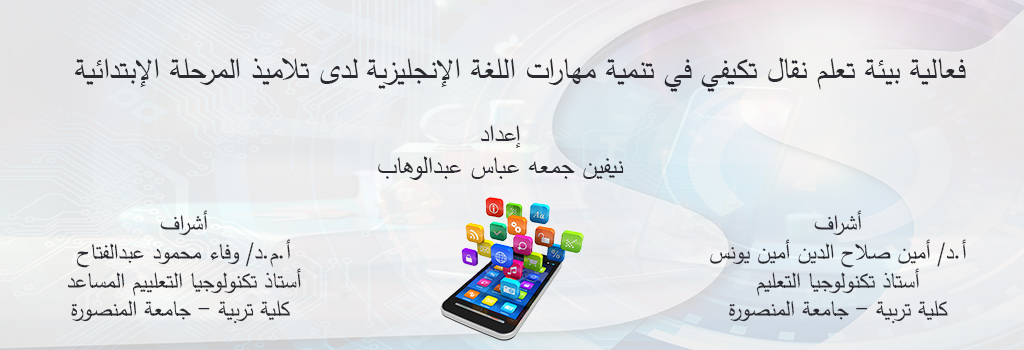 فعالية بيئة تعلم نقال تكيفي في تنمية مهارات اللغة الإنجليزية لدى تلاميذ المرحلة الإبتدائية
إعداد
نيفين جمعه عباس عبدالوهاب
أشراف
أ.د/ أمين صلاح الدين أمين يونس
أستاذ تكنولوجيا التعليم
كلية تربية – جامعة المنصورة
أشراف
أ.م.د/ وفاء محمود عبدالفتاح
أستاذ تكنولوجيا التعلييم المساعد
كلية تربية – جامعة المنصورة